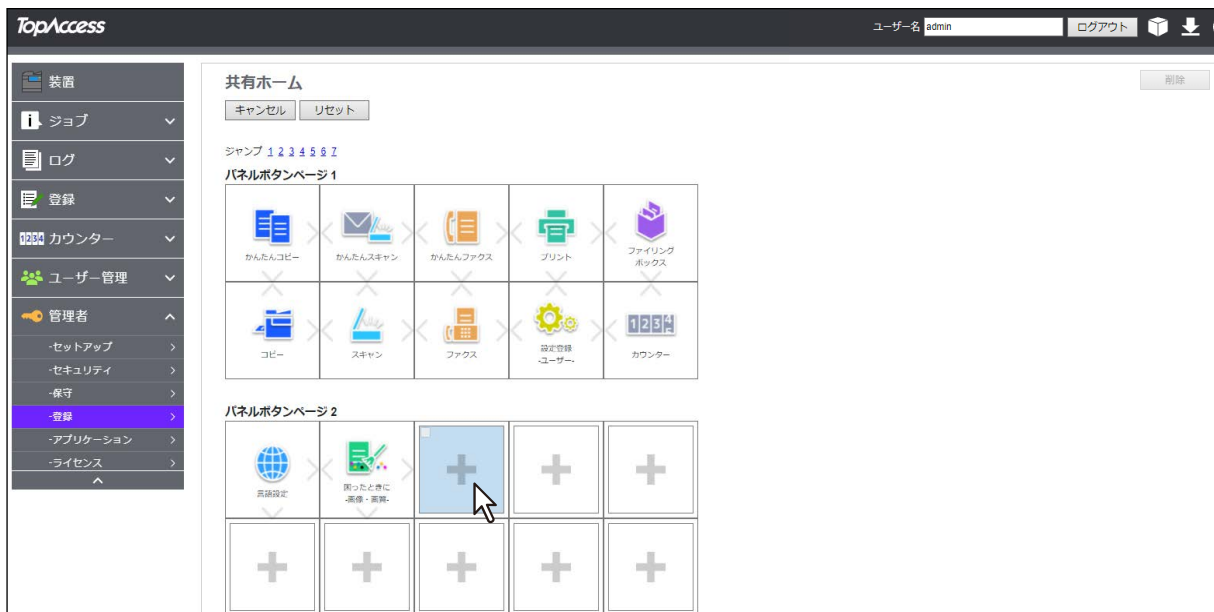 TopAccess
ユーザー名 admin ログアウト
装置
ジョブ
ログ
登録
1234 カウンター
ユーザー管理
管理者
-セットアップ
-セキュリティ
-保守
-登録
-アプリケーション
-ライセンス
共有ホーム
削除
キャンセル リセット
ジャンプ 1 2 3 4 5 6 7
パネルボタンページ 1
かんたんコピー かんたんスキャン かんたんファクス プリント ファイリング
ボックス
コピー スキャン ファクス 設定登録
-ユーザー- カウンター
パネルボタンページ 2
言語設定 困ったときに
-画像・画質-